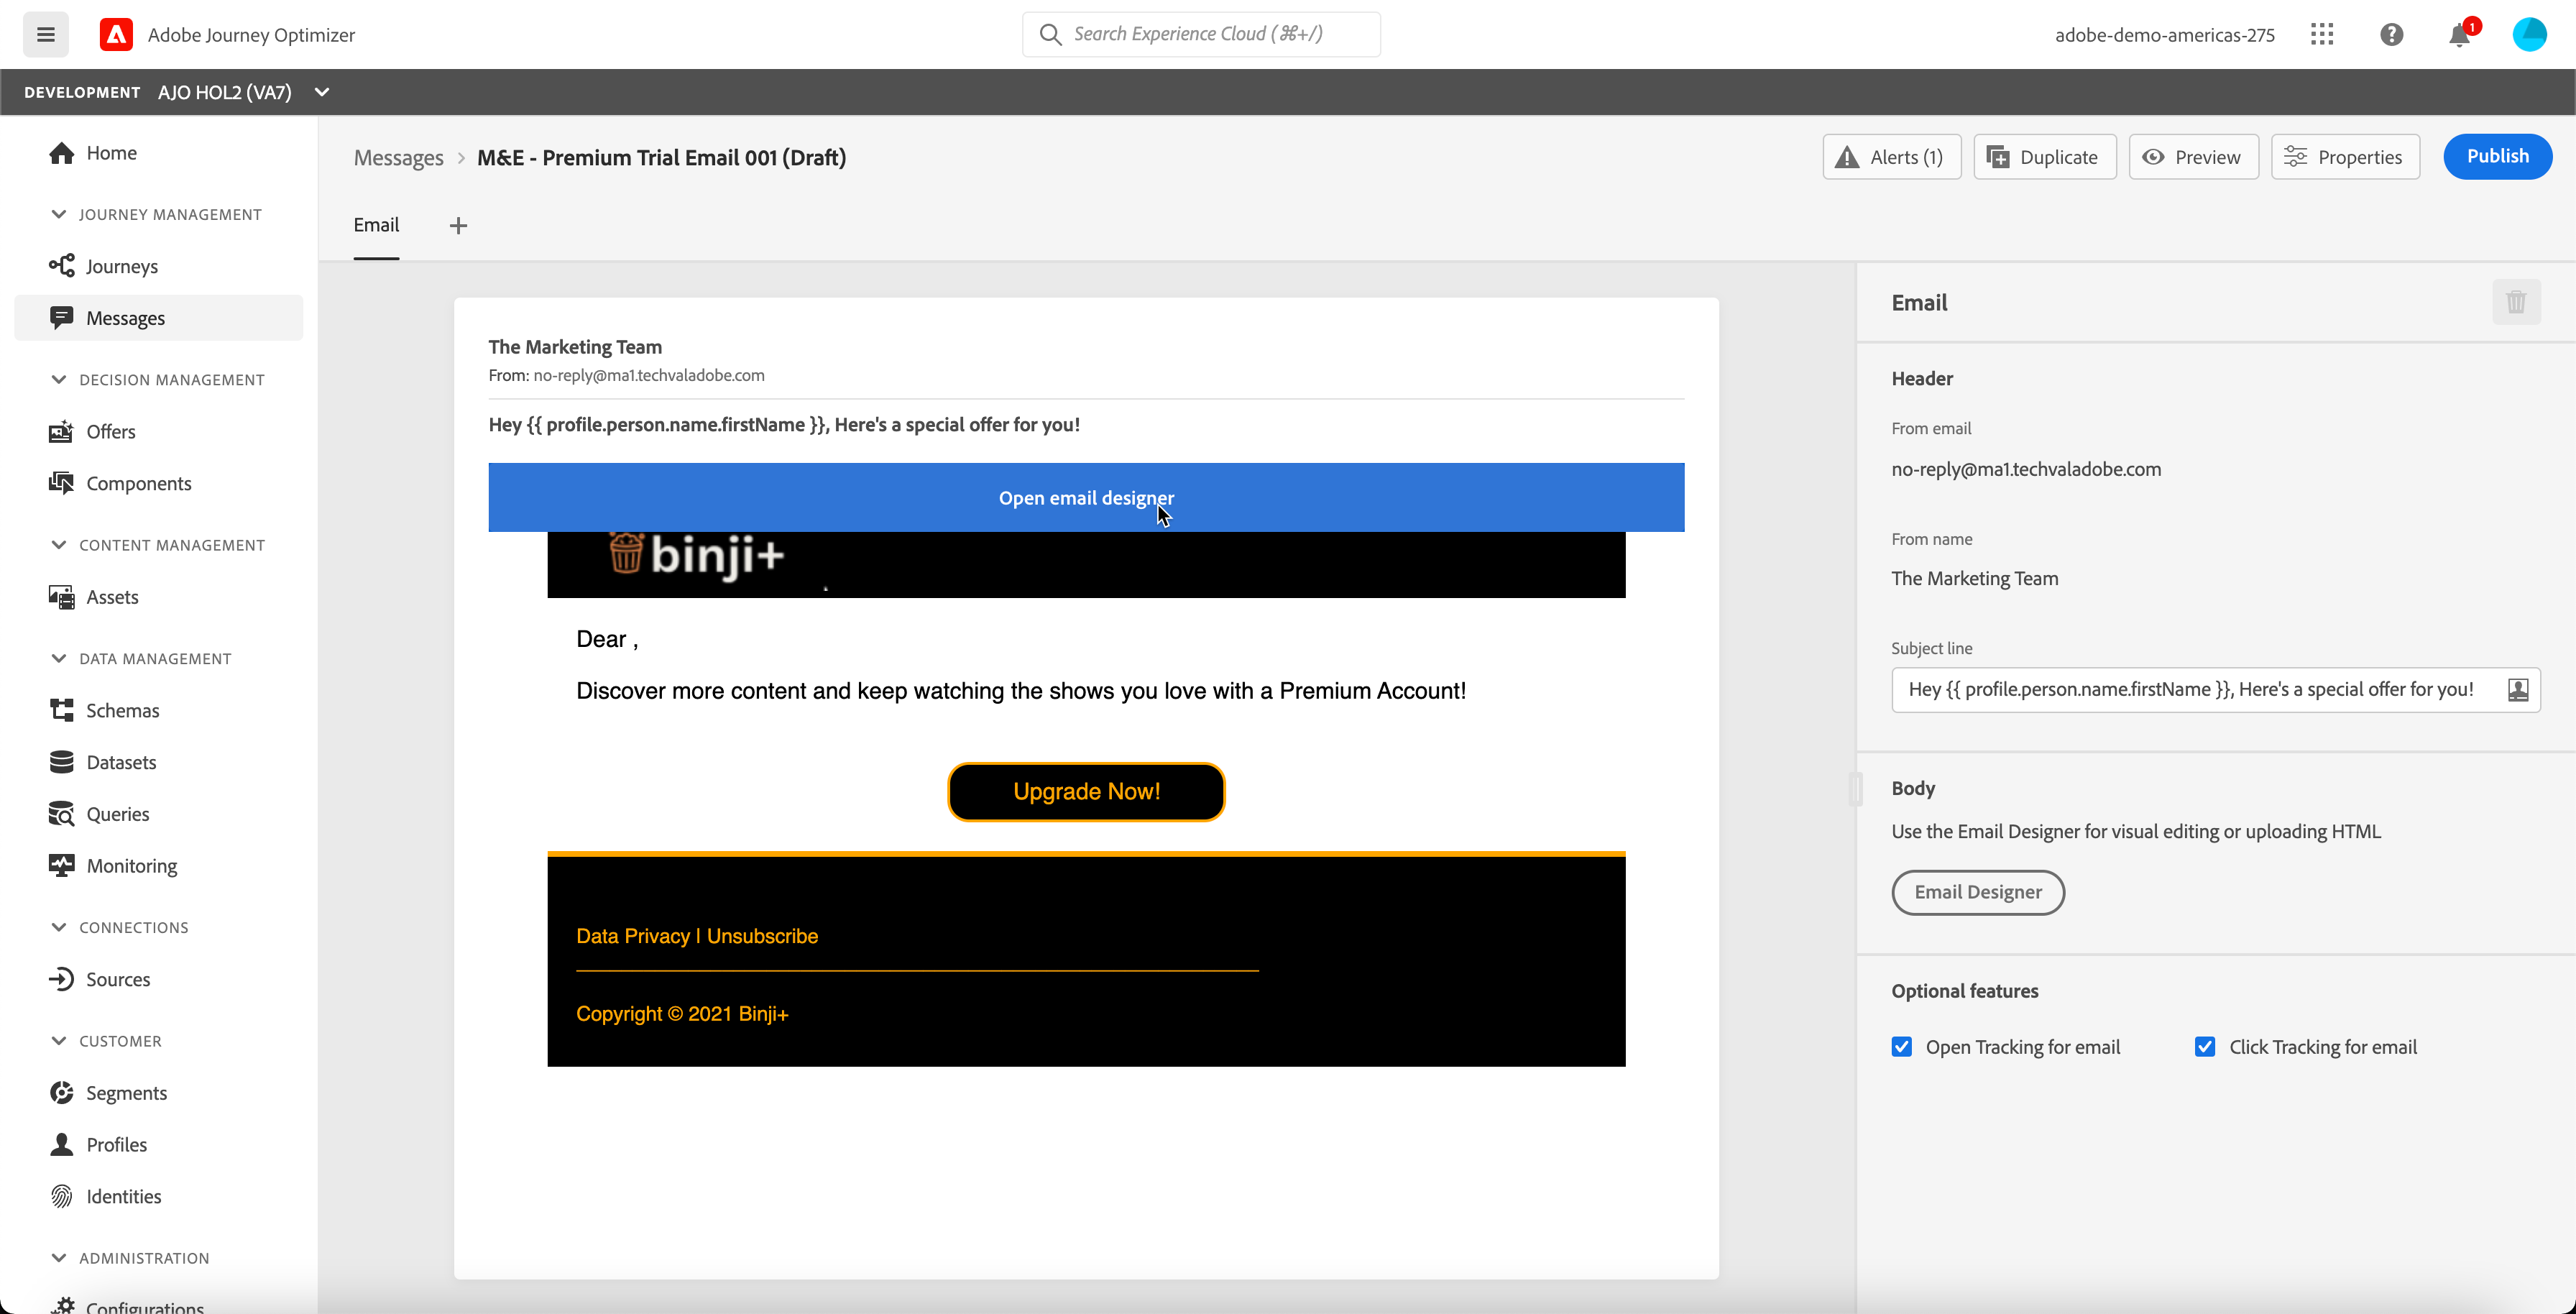 Adobe Journey Optimizer
Search Experience Cloud (⌘+/)
adobe-demo-americas-275
1
DEVELOPMENT AJO HOL2 (VA7)
Home
JOURNEY MANAGEMENT
Journeys
Messages
DECISION MANAGEMENT
Offers
Components
CONTENT MANAGEMENT
Assets
DATA MANAGEMENT
Schemas
Datasets
Queries
Monitoring
CONNECTIONS
Sources
CUSTOMER
Segments
Profiles
Identities
ADMINISTRATION
Configurations
Messages > M&E - Premium Trial Email 001 (Draft)
Alerts (1)
Duplicate
Preview
Properties
Publish
Email +
The Marketing Team
From: no-reply@ma1.techvaladobe.com
Hey {{ profile.person.name.firstName }}, Here's a special offer for you!
Open email designer
binji+
Dear ,
Discover more content and keep watching the shows you love with a Premium Account!
Upgrade Now!
Data Privacy | Unsubscribe
Copyright © 2021 Binji+
Email
Header
From email
no-reply@ma1.techvaladobe.com
From name
The Marketing Team
Subject line
Hey {{ profile.person.name.firstName }}, Here's a special offer for you!
Body
Use the Email Designer for visual editing or uploading HTML
Email Designer
Optional features
Open Tracking for email
Click Tracking for email